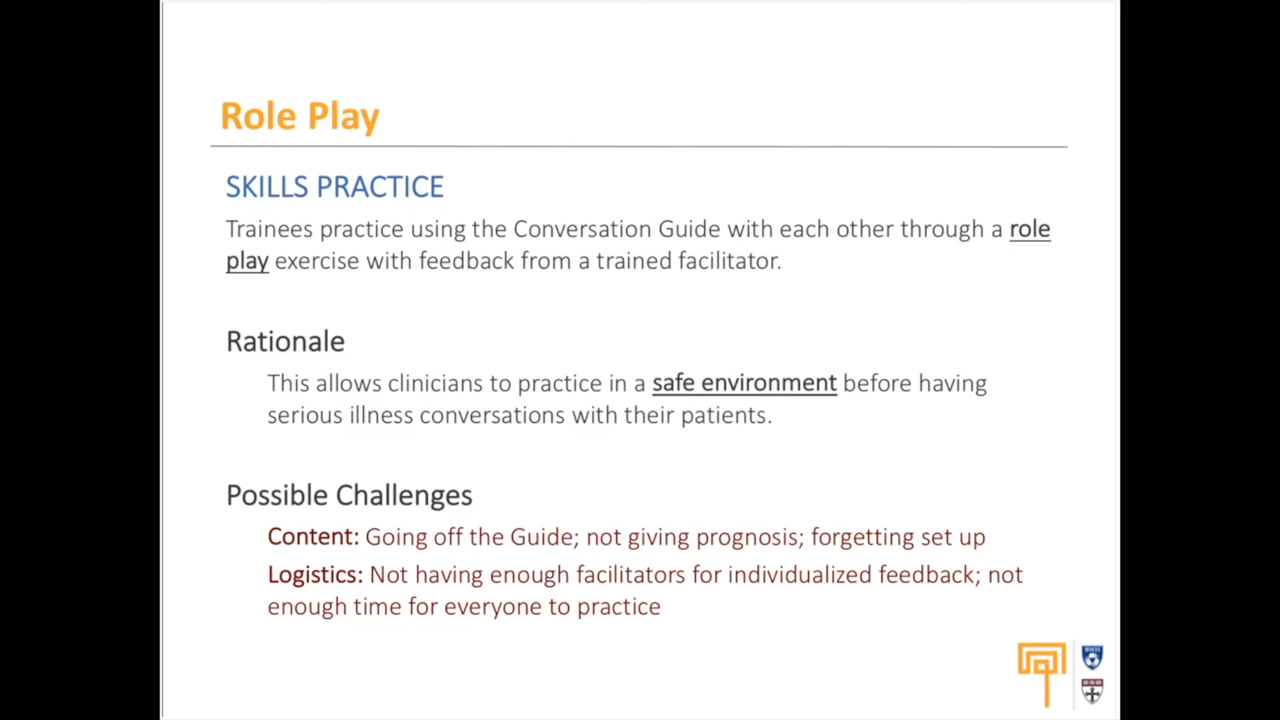 Role Play
SKILLS PRACTICE
Trainees practice using the Conversation Guide with each other through a role
play exercise with feedback from a trained facilitator.
Rationale
This allows clinicians to practice in a safe environment before having
serious illness conversations with their patients.
Possible Challenges
Content: Going off the Guide; not giving prognosis; forgetting set up
Logistics: Not having enough facilitators for individualized feedback; not
enough time for everyone to practice
BWH